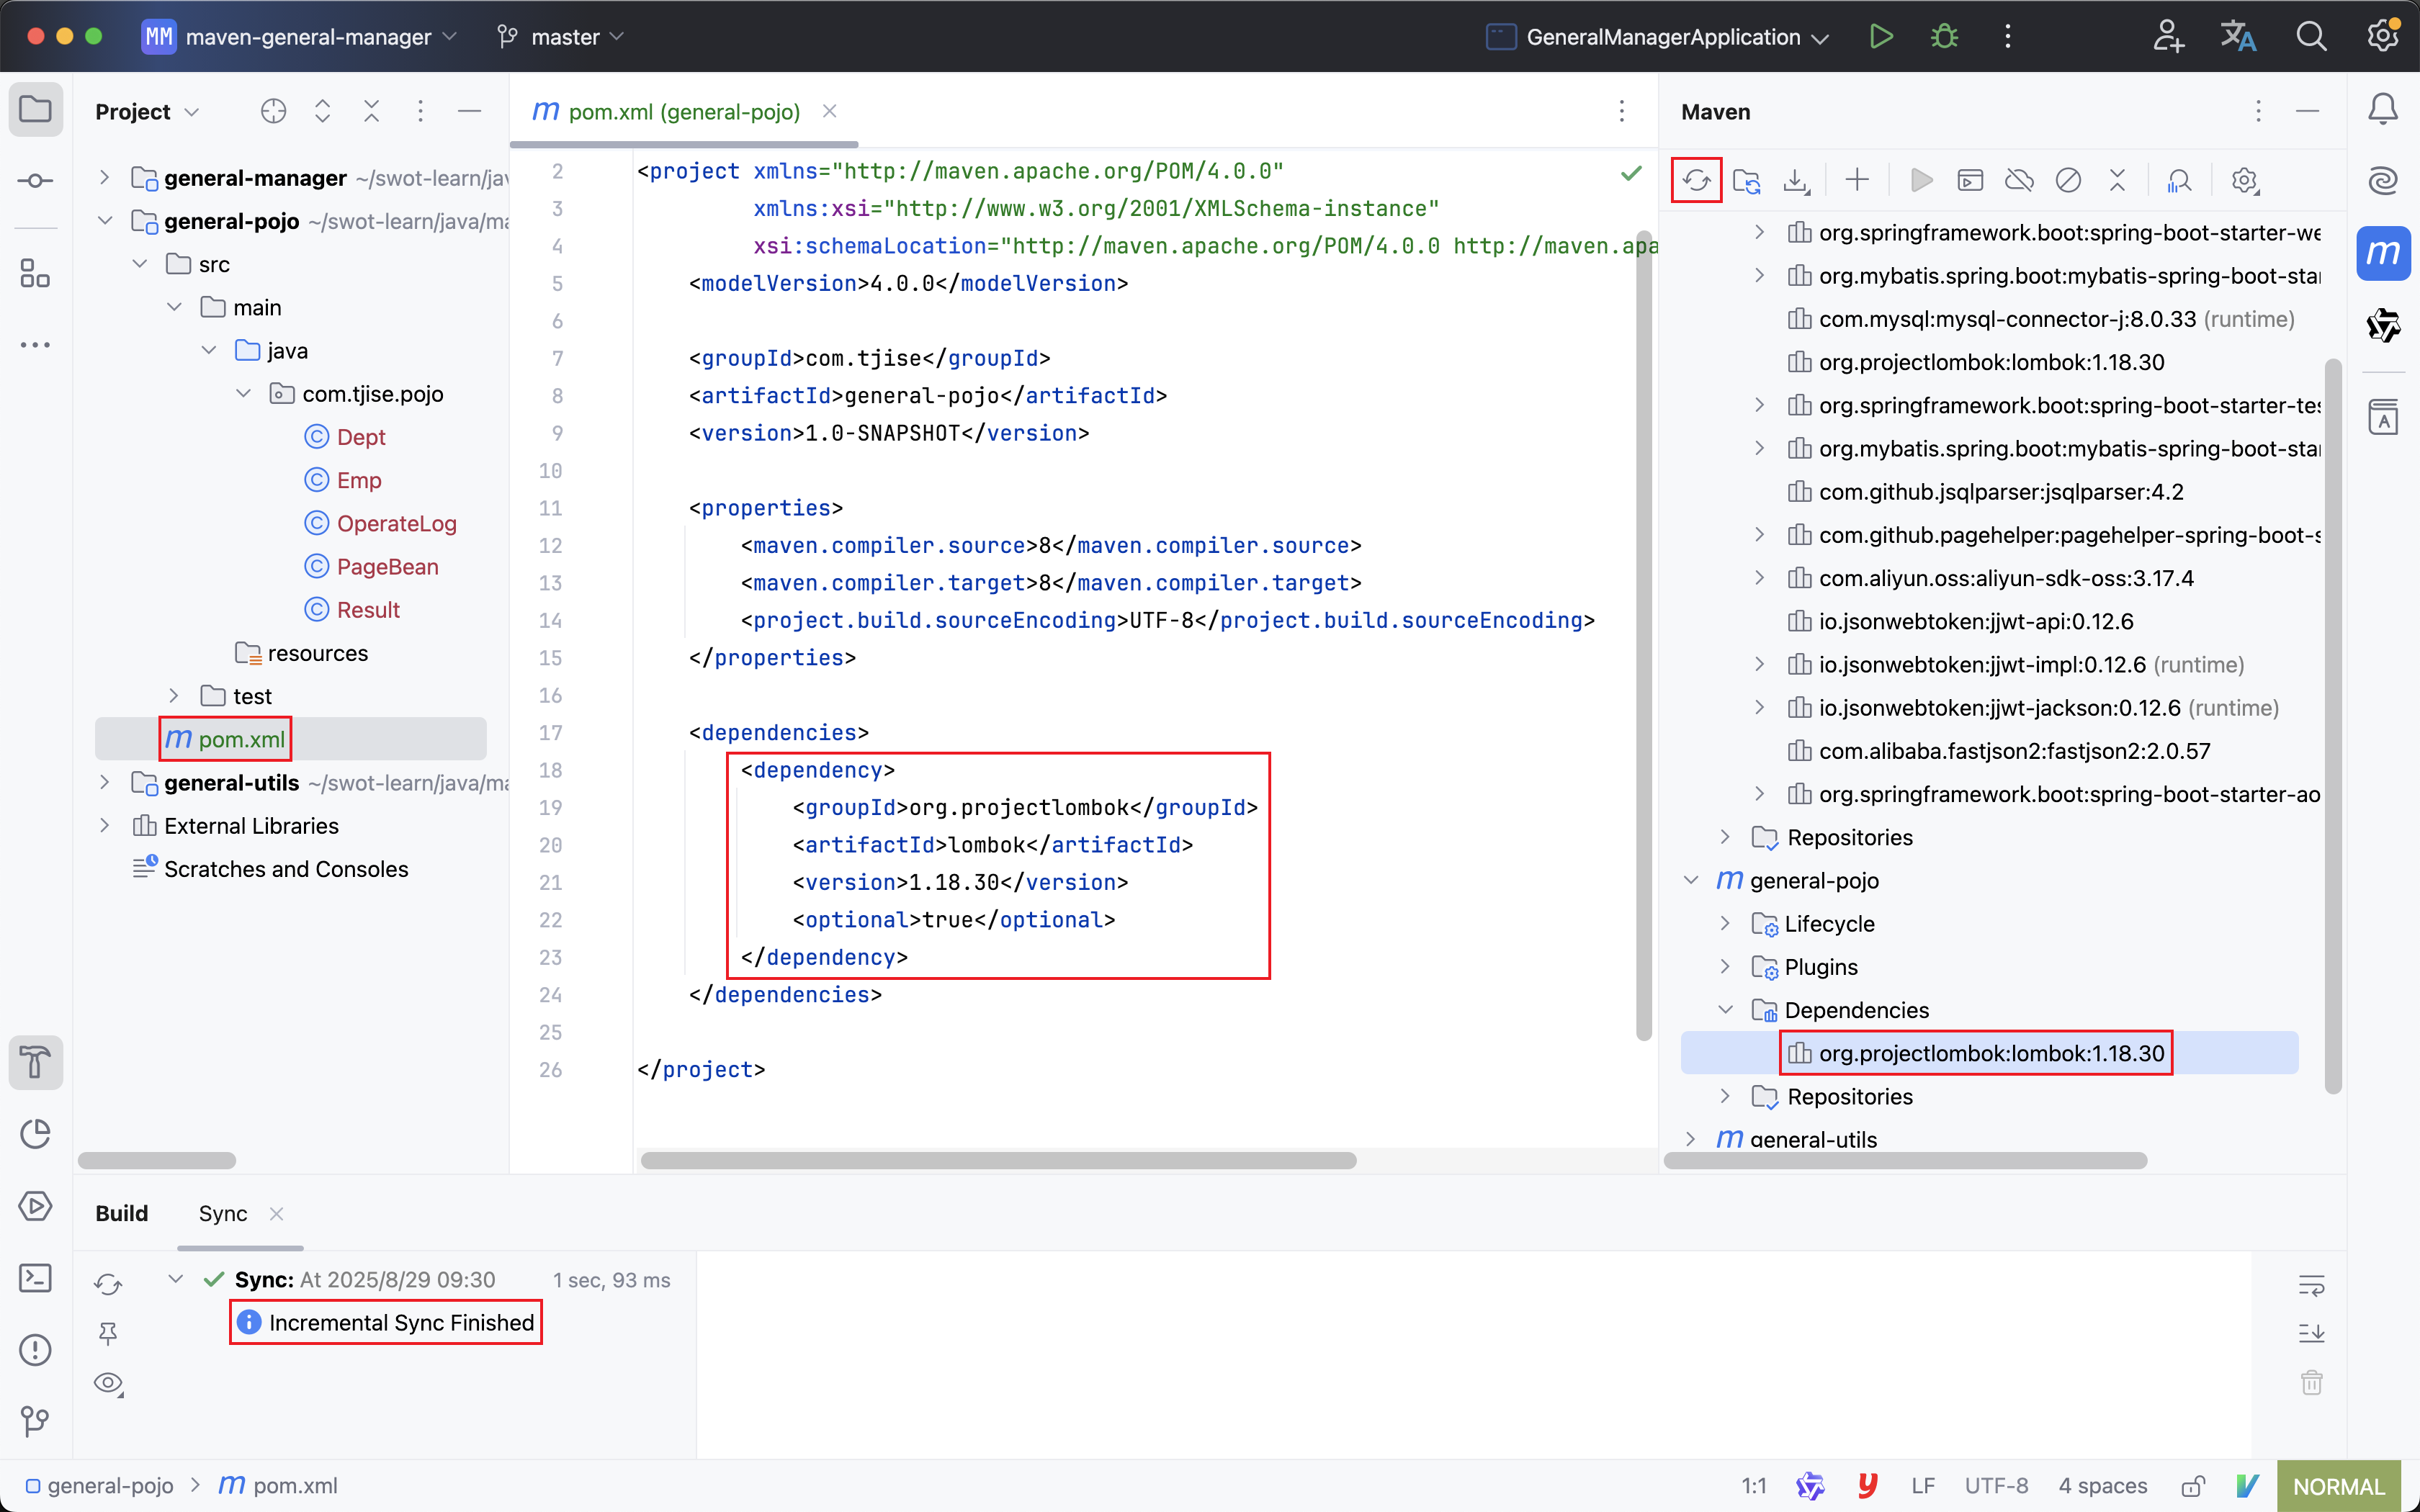 MM maven-general-manager master GeneralManagerApplication
Project
general-manager ~/swot-learn/jav
general-pojo ~/swot-learn/java/ma
src
main
java
com.tjise.pojo
Dept
Emp
OperateLog
PageBean
Result
resources
test
m pom.xml
general-utils ~/swot-learn/java/ma
External Libraries
Scratches and Consoles
m pom.xml (general-pojo)
2 <project xmlns="http://maven.apache.org/POM/4.0.0"
3 xmlns:xsi="http://www.w3.org/2001/XMLSchema-instance"
4 xsi:schemaLocation="http://maven.apache.org/POM/4.0.0 http://maven.apa
5 <modelVersion>4.0.0</modelVersion>
6
7 <groupId>com.tjise</groupId>
8 <artifactId>general-pojo</artifactId>
9 <version>1.0-SNAPSHOT</version>
10
11 <properties>
12 <maven.compiler.source>8</maven.compiler.source>
13 <maven.compiler.target>8</maven.compiler.target>
14 <project.build.sourceEncoding>UTF-8</project.build.sourceEncoding>
15 </properties>
16
17 <dependencies>
18 <dependency>
19 <groupId>org.projectlombok</groupId>
20 <artifactId>lombok</artifactId>
21 <version>1.18.30</version>
22 <optional>true</optional>
23 </dependency>
24 </dependencies>
25
26 </project>
Maven
org.springframework.boot:spring-boot-starter-we
org.mybatis.spring.boot:mybatis-spring-boot-star
com.mysql:mysql-connector-j:8.0.33 (runtime)
org.projectlombok:lombok:1.18.30
org.springframework.boot:spring-boot-starter-tes
org.mybatis.spring.boot:mybatis-spring-boot-star
com.github.jsqlparser:jsqlparser:4.2
com.github.pagehelper:pagehelper-spring-boot-s
com.aliyun.oss:aliyun-sdk-oss:3.17.4
io.jsonwebtoken:jjwt-api:0.12.6
io.jsonwebtoken:jjwt-impl:0.12.6 (runtime)
io.jsonwebtoken:jjwt-jackson:0.12.6 (runtime)
com.alibaba.fastjson2:fastjson2:2.0.57
org.springframework.boot:spring-boot-starter-ao
Repositories
m general-pojo
Lifecycle
Plugins
Dependencies
org.projectlombok:lombok:1.18.30
Repositories
m general-utils
Build Sync
Sync: At 2025/8/29 09:30 1 sec, 93 ms
Incremental Sync Finished
general-pojo > m pom.xml 1:1 LF UTF-8 4 spaces NORMAL